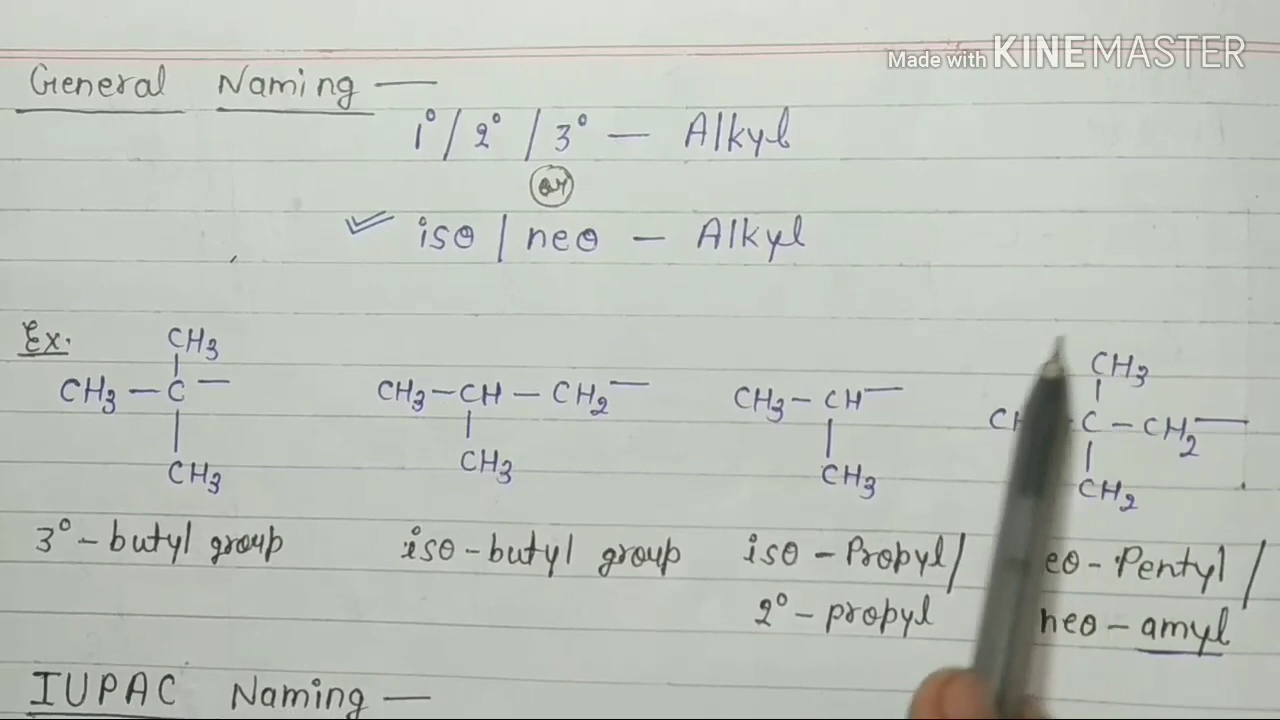 Made with KINEMASTER
General Naming —
1° / 2° / 3° — Alkyl
or
iso / neo — Alkyl
Ex.
CH3 CH3
CH3 — C — CH3 — CH — CH2 — CH3 — CH — C — CH2 —
CH3 CH3 CH3 CH2
3° - butyl group iso - butyl group iso - Propyl / eo - Pentyl /
2° - propyl neo - amyl
IUPAC Naming —